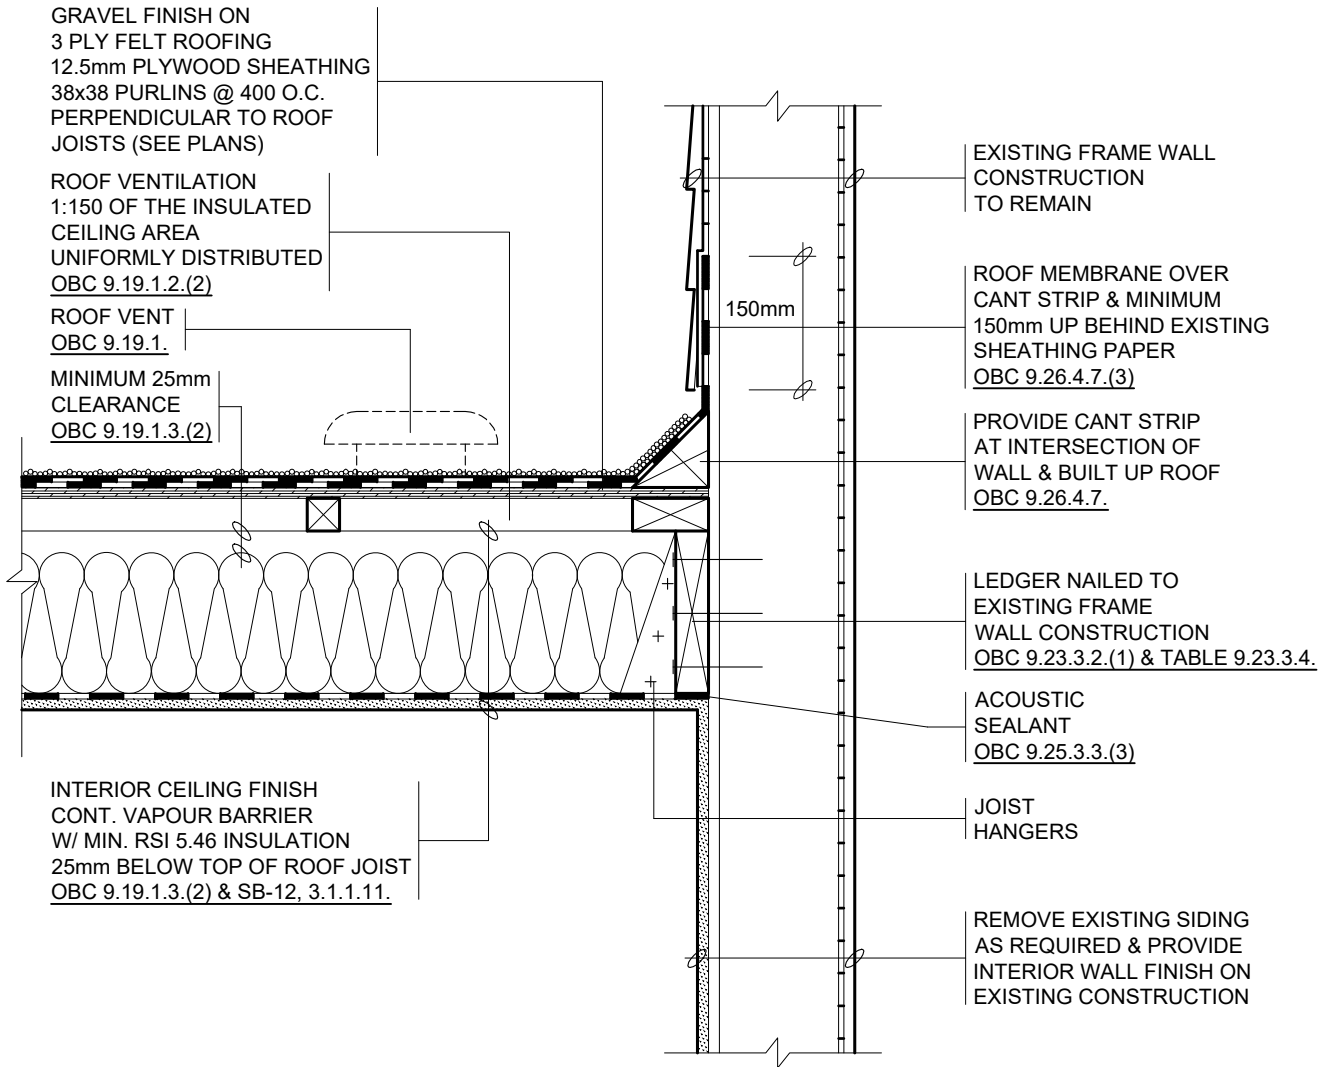 GRAVEL FINISH ON
3 PLY FELT ROOFING
12.5mm PLYWOOD SHEATHING
38x38 PURLINS @ 400 O.C.
PERPENDICULAR TO ROOF
JOISTS (SEE PLANS)
ROOF VENTILATION
1:150 OF THE INSULATED
CEILING AREA
UNIFORMLY DISTRIBUTED
OBC 9.19.1.2.(2)
ROOF VENT
OBC 9.19.1.
MINIMUM 25mm
CLEARANCE
OBC 9.19.1.3.(2)
INTERIOR CEILING FINISH
CONT. VAPOUR BARRIER
W/ MIN. RSI 5.46 INSULATION
25mm BELOW TOP OF ROOF JOIST
OBC 9.19.1.3.(2) & SB-12, 3.1.1.11.
150mm
EXISTING FRAME WALL
CONSTRUCTION
TO REMAIN
ROOF MEMBRANE OVER
CANT STRIP & MINIMUM
150mm UP BEHIND EXISTING
SHEATHING PAPER
OBC 9.26.4.7.(3)
PROVIDE CANT STRIP
AT INTERSECTION OF
WALL & BUILT UP ROOF
OBC 9.26.4.7.
LEDGER NAILED TO
EXISTING FRAME
WALL CONSTRUCTION
OBC 9.23.3.2.(1) & TABLE 9.23.3.4.
ACOUSTIC
SEALANT
OBC 9.25.3.3.(3)
JOIST
HANGERS
REMOVE EXISTING SIDING
AS REQUIRED & PROVIDE
INTERIOR WALL FINISH ON
EXISTING CONSTRUCTION